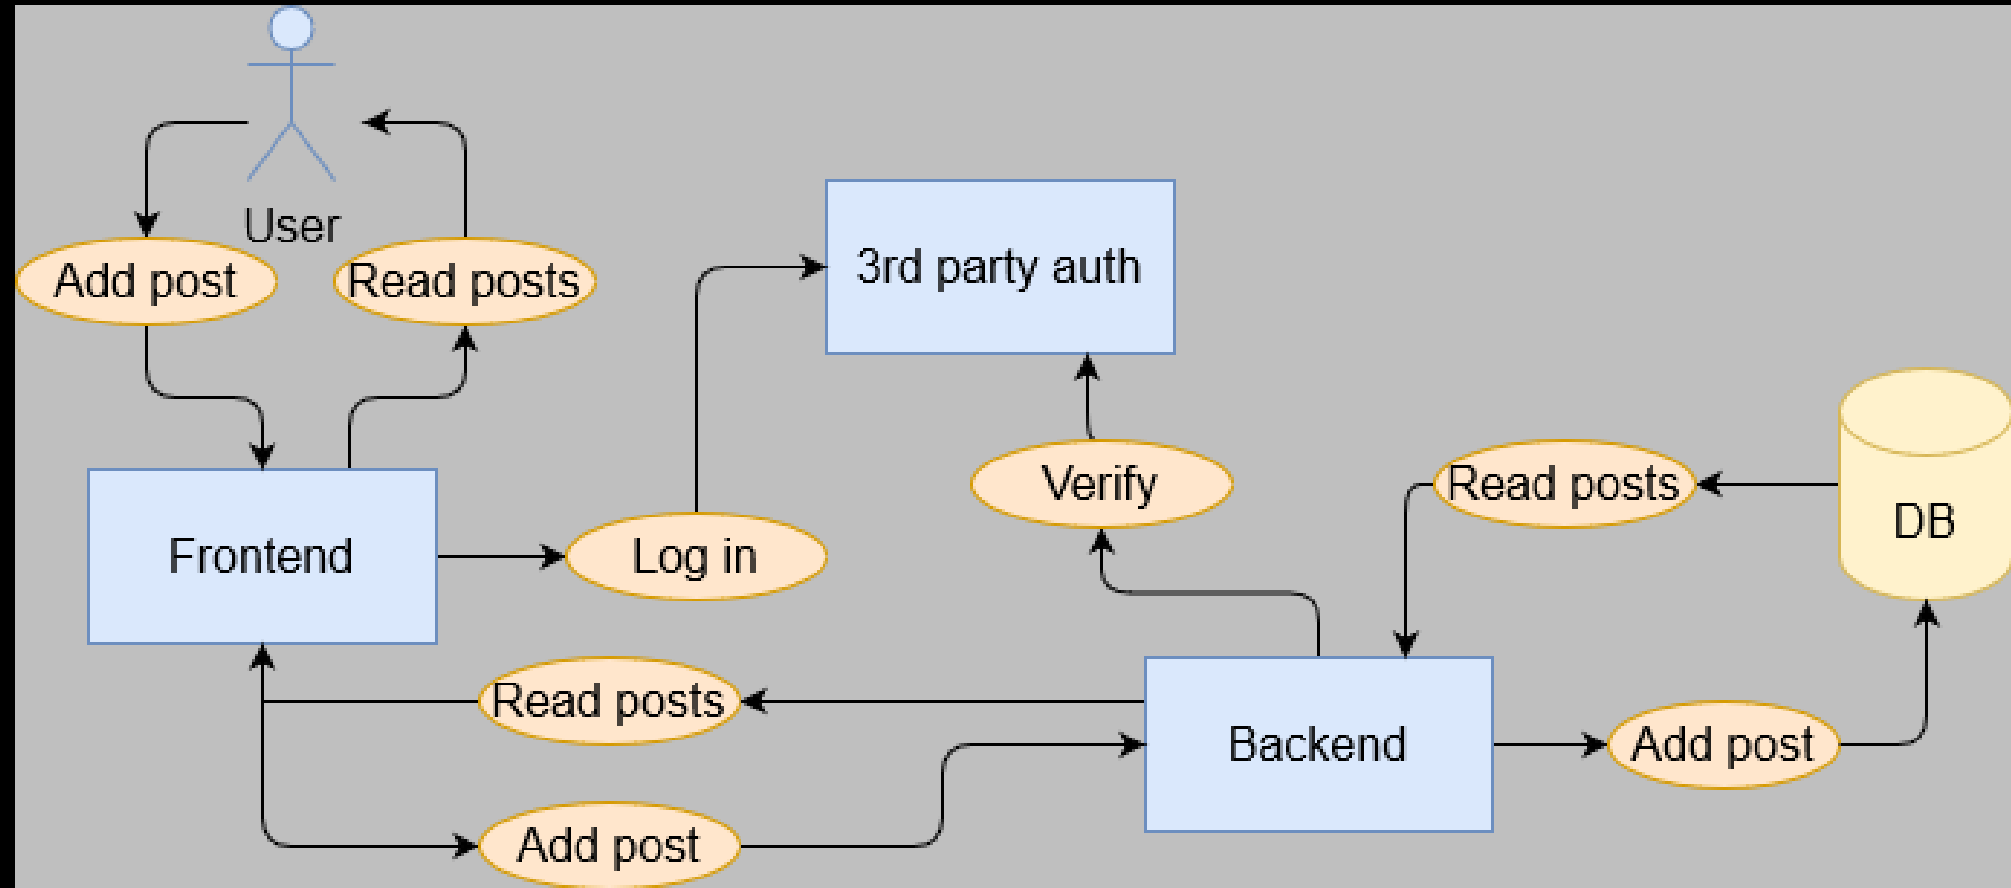 User
Add post
Read posts
3rd party auth
Verify
Read posts
DB
Frontend
Log in
Read posts
Backend
Add post
Add post